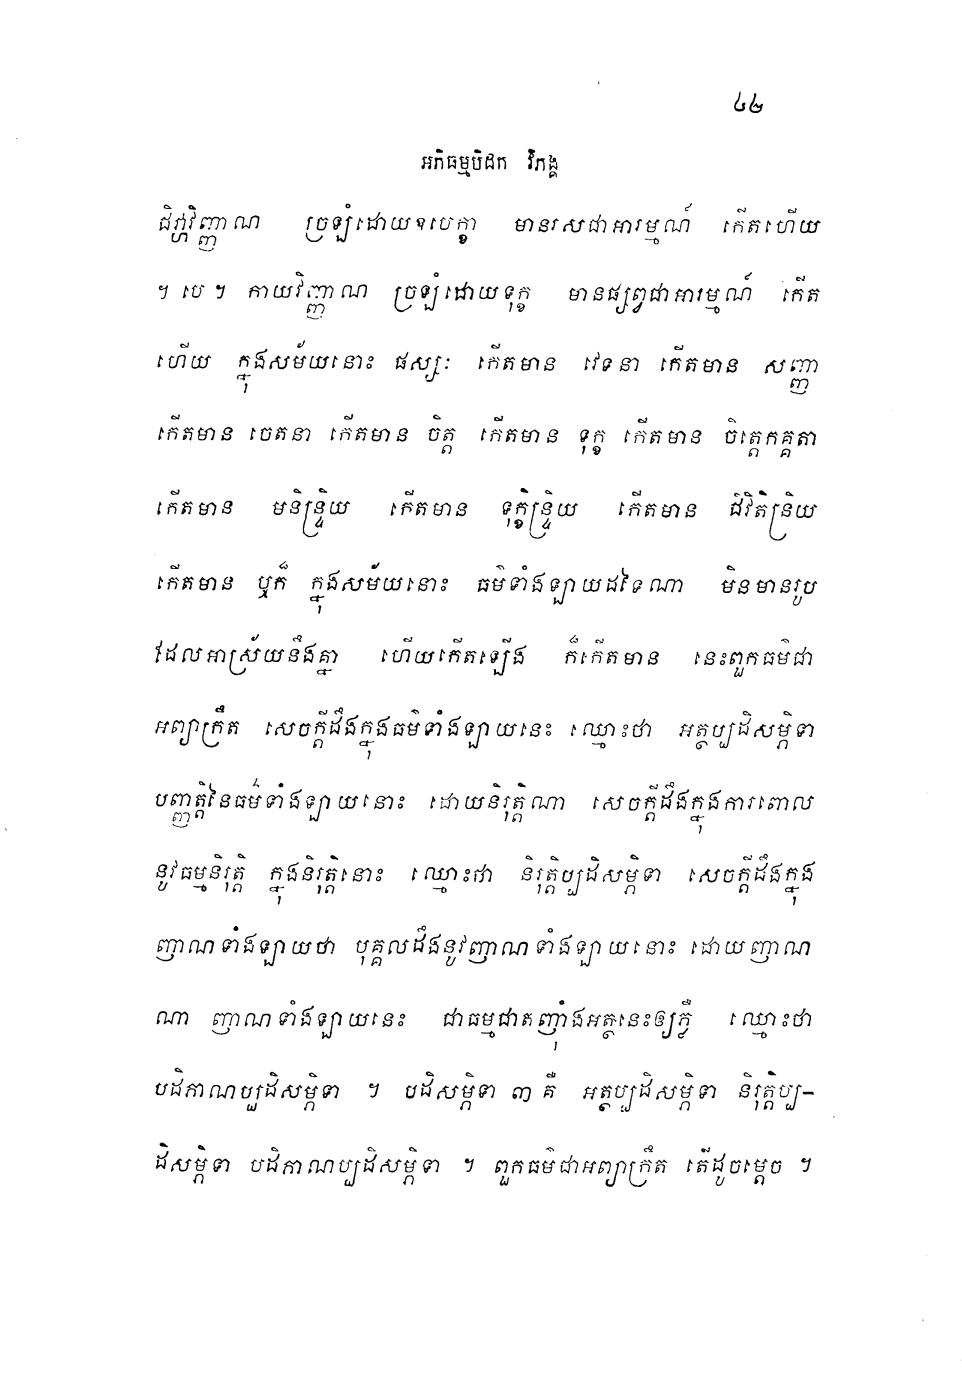 ៤២
អភិធម្មបិដក វិភង្គ
ជិវ្ហាវិញ្ញាណ ច្រឡំដោយឧបេក្ខា មានរសជាអារម្មណ៍ កើតហើយ
។ បេ ។ កាយវិញ្ញាណ ច្រឡំដោយទុក្ខ មានផ្សព្វជាអារម្មណ៍ កើត
ហើយ ក្នុងសម័យនោះ ផស្សៈ កើតមាន វេទនា កើតមាន សញ្ញា
កើតមាន ចេតនា កើតមាន ចិត្ត កើតមាន ទុក្ខ កើតមាន ចិត្តេកគ្គតា
កើតមាន មនិន្ទ្រិយ កើតមាន ទុក្ខិន្ទ្រិយ កើតមាន ជីវិតិន្ទ្រិយ
កើតមាន ឬក៏ ក្នុងសម័យនោះ ធម៌ទាំងឡាយដទៃណា មិនមានរូប
ដែលអាស្រ័យនឹងគ្នា ហើយកើតឡើង ក៏កើតមាន នេះពួកធម៌ជា
អព្យាក្រឹត សេចក្តីដឹងក្នុងធម៌ទាំងឡាយនេះ ឈ្មោះថា អត្ថប្បដិសម្ភិទា
បញ្ញត្តិនៃធម៌ទាំងឡាយនោះ ដោយនិរុត្តិណា សេចក្តីដឹងក្នុងការពោល
នូវធម្មនិរុត្តិ ក្នុងនិរុត្តិនោះ ឈ្មោះថា និរុត្តិប្បដិសម្ភិទា សេចក្តីដឹងក្នុង
ញាណទាំងឡាយថា បុគ្គលដឹងនូវញាណទាំងឡាយនោះ ដោយញាណ
ណា ញាណទាំងឡាយនេះ ជាធម្មជាតញ៉ាំងអត្ថនេះឲ្យភ្លឺ ឈ្មោះថា
បដិភាណប្បដិសម្ភិទា ។ បដិសម្ភិទា ៣ គឺ អត្ថប្បដិសម្ភិទា និរុត្តិប្ប-
ដិសម្ភិទា បដិភាណប្បដិសម្ភិទា ។ ពួកធម៌ជាអព្យាក្រឹត តើដូចម្តេច ។